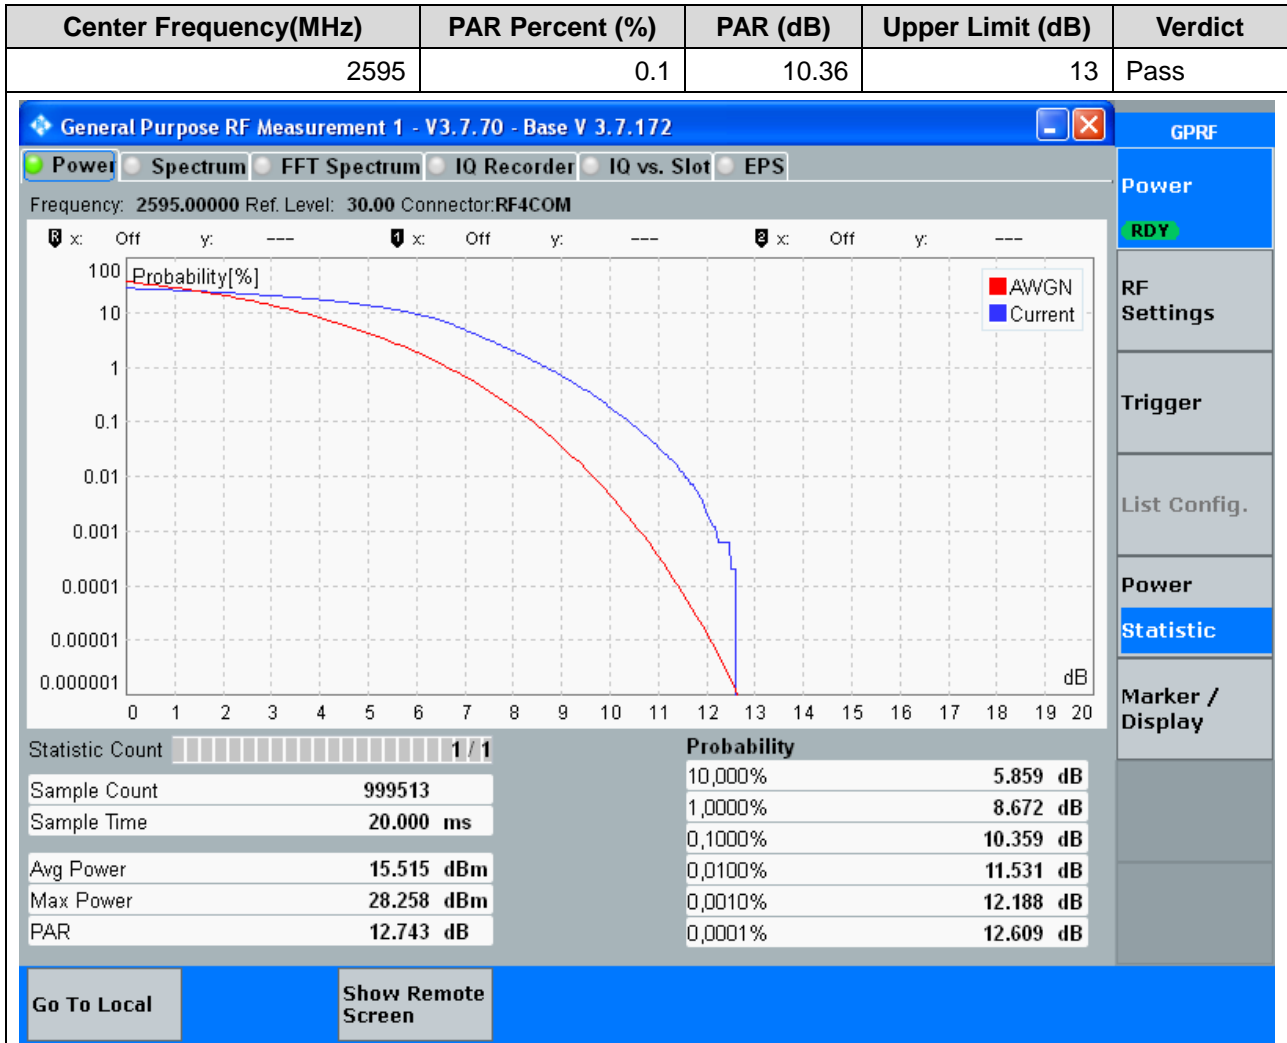 Center Frequency(MHz) PAR Percent (%) PAR (dB) Upper Limit (dB) Verdict
2595 0.1 10.36 13 Pass
General Purpose RF Measurement 1 - V3.7.70 - Base V 3.7.172
GPRF
Power Spectrum FFT Spectrum IQ Recorder IQ vs. Slot EPS
Frequency: 2595.00000 Ref. Level: 30.00 Connector:RF4COM
R x: Off y: --- 1 x: Off y: --- 2 x: Off y: ---
Probability[%]
AWGN
Current
100
10
1
0.1
0.01
0.001
0.0001
0.00001
0.000001
dB
0 1 2 3 4 5 6 7 8 9 10 11 12 13 14 15 16 17 18 19 20
Statistic Count 1 / 1
Sample Count 999513
Sample Time 20.000 ms
Avg Power 15.515 dBm
Max Power 28.258 dBm
PAR 12.743 dB
Probability
10,000% 5.859 dB
1,0000% 8.672 dB
0,1000% 10.359 dB
0,0100% 11.531 dB
0,0010% 12.188 dB
0,0001% 12.609 dB
Power
RDY
RF
Settings
Trigger
List Config.
Power
Statistic
Marker /
Display
Go To Local
Show Remote
Screen